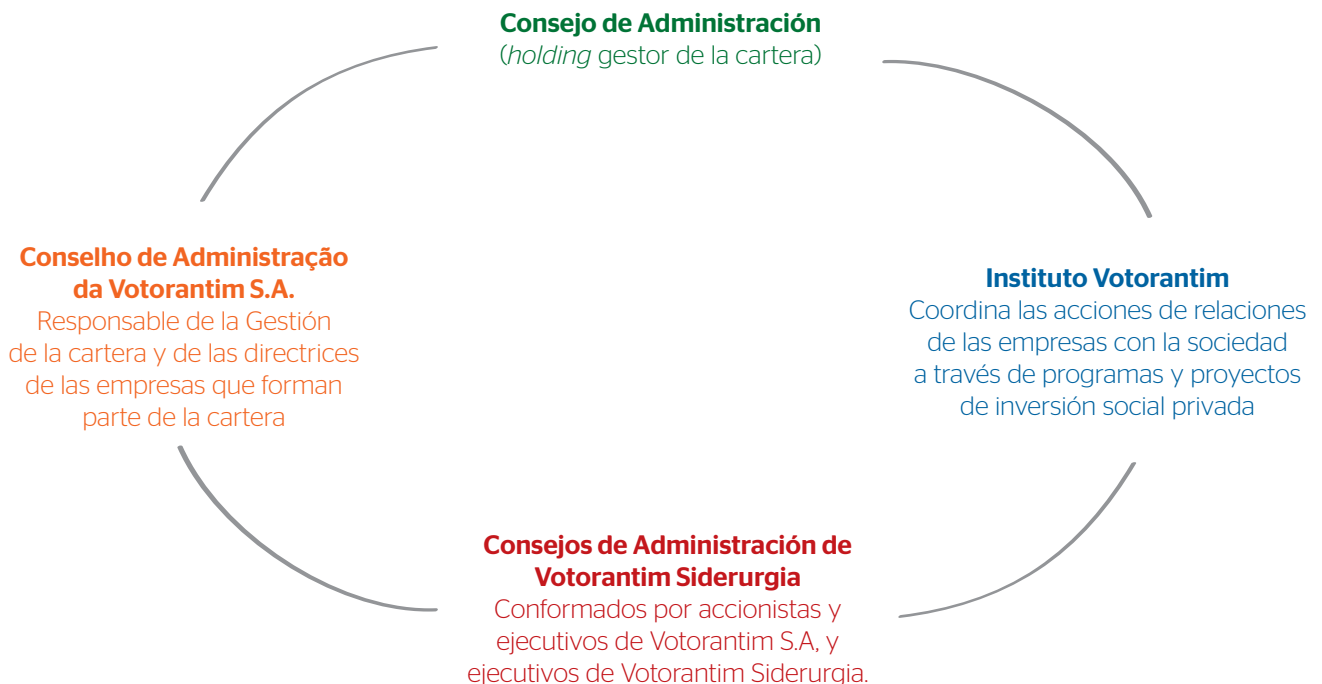 Consejo de Administración
(holding gestor de la cartera)
Conselho de Administração
da Votorantim S.A.
Responsable de la Gestión
de la cartera y de las directrices
de las empresas que forman
parte de la cartera
Instituto Votorantim
Coordina las acciones de relaciones
de las empresas con la sociedad
a través de programas y proyectos
de inversión social privada
Consejos de Administración de
Votorantim Siderurgia
Conformados por accionistas y
ejecutivos de Votorantim S.A, y
ejecutivos de Votorantim Siderurgia.